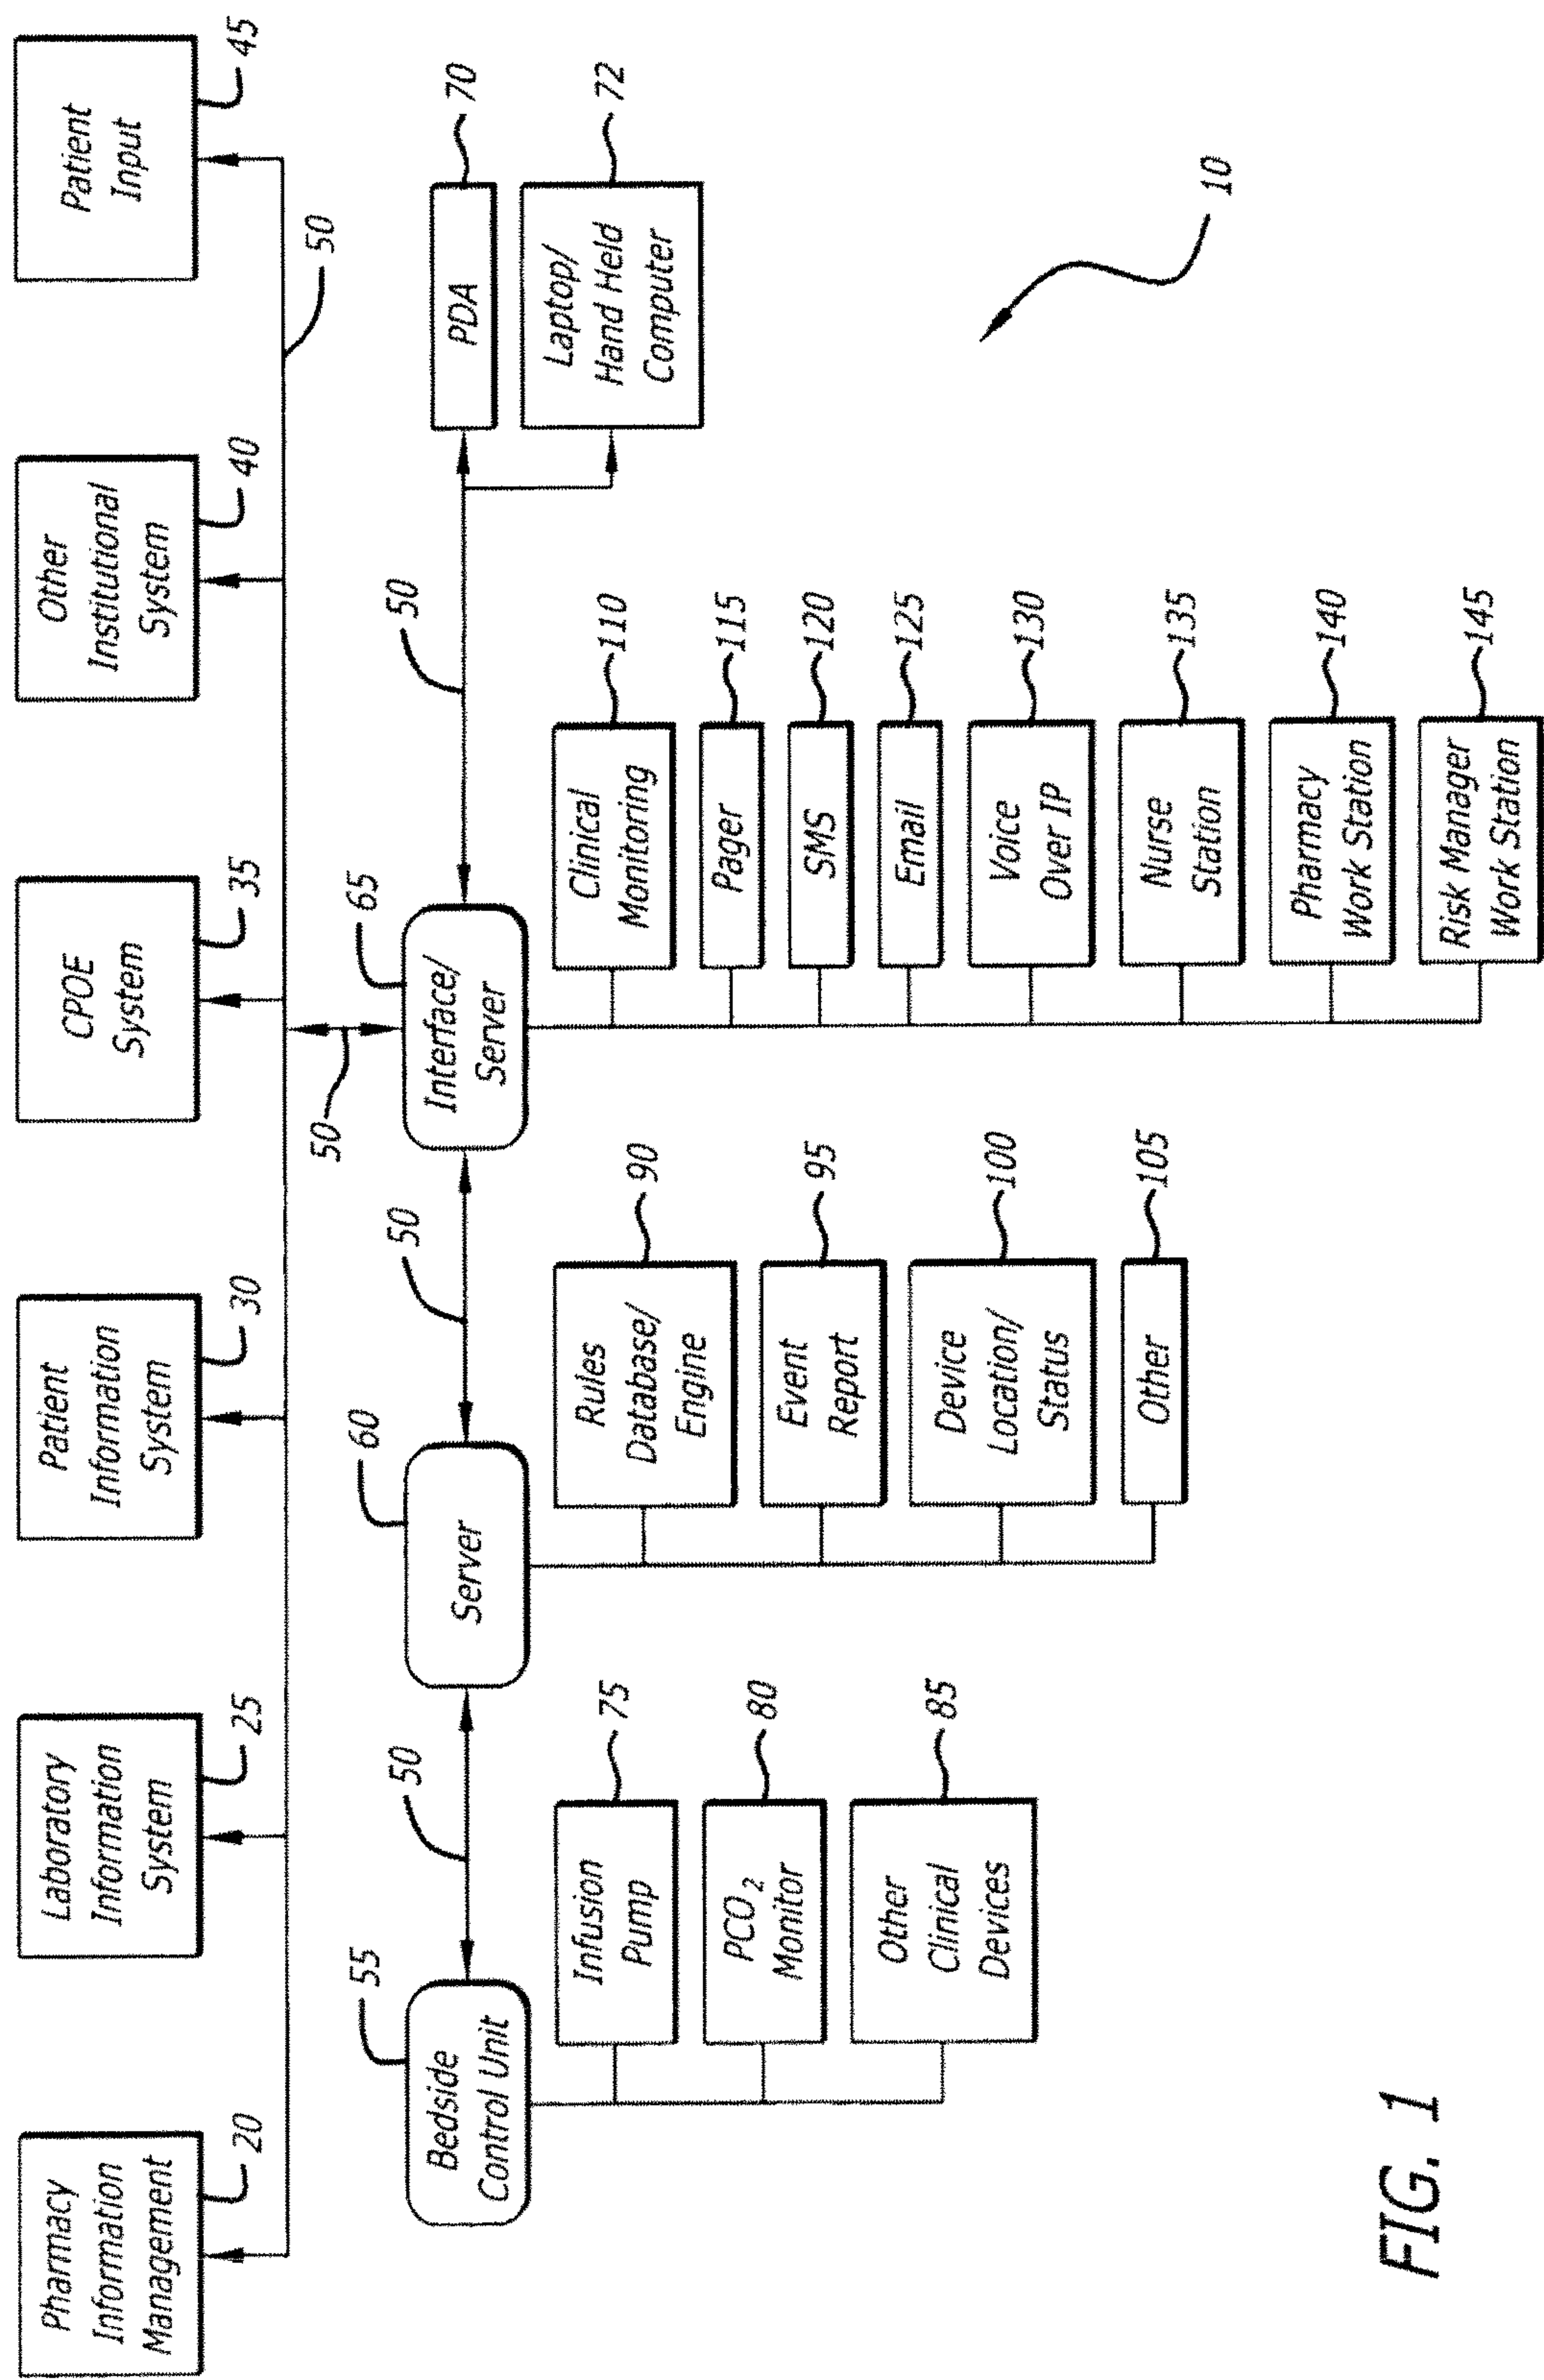 Pharmacy
Information
Management
20
Laboratory
Information
System
25
Patient
Information
System
30
CPOE
System
35
Other
Institutional
System
40
Patient
Input
45
50
50
Bedside
Control Unit
55
50
Server
60
50
Interface/
Server
65
50
PDA
70
Laptop/
Hand Held
Computer
72
Infusion
Pump
75
PCO₂
Monitor
80
Other
Clinical
Devices
85
Rules
Database/
Engine
90
Event
Report
95
Device
Location/
Status
100
Other
105
Clinical
Monitoring
110
Pager
115
SMS
120
Email
125
Voice
Over IP
130
Nurse
Station
135
Pharmacy
Work Station
140
Risk Manager
Work Station
145
10
FIG. 1